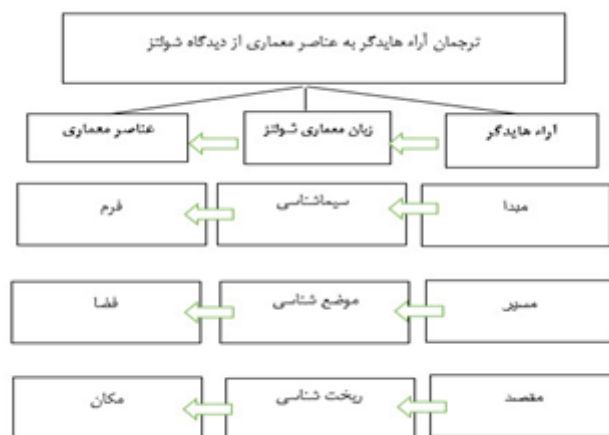 ترجمان آراء هایدگر به عناصر معماری از دیدگاه شولتز
آراء هایدگر
زبان معماری شولتز
عناصر معماری
مبدا
سیماشناسی
فرم
مسیر
موضع شناسی
فضا
مقصد
ریخت شناسی
مکان